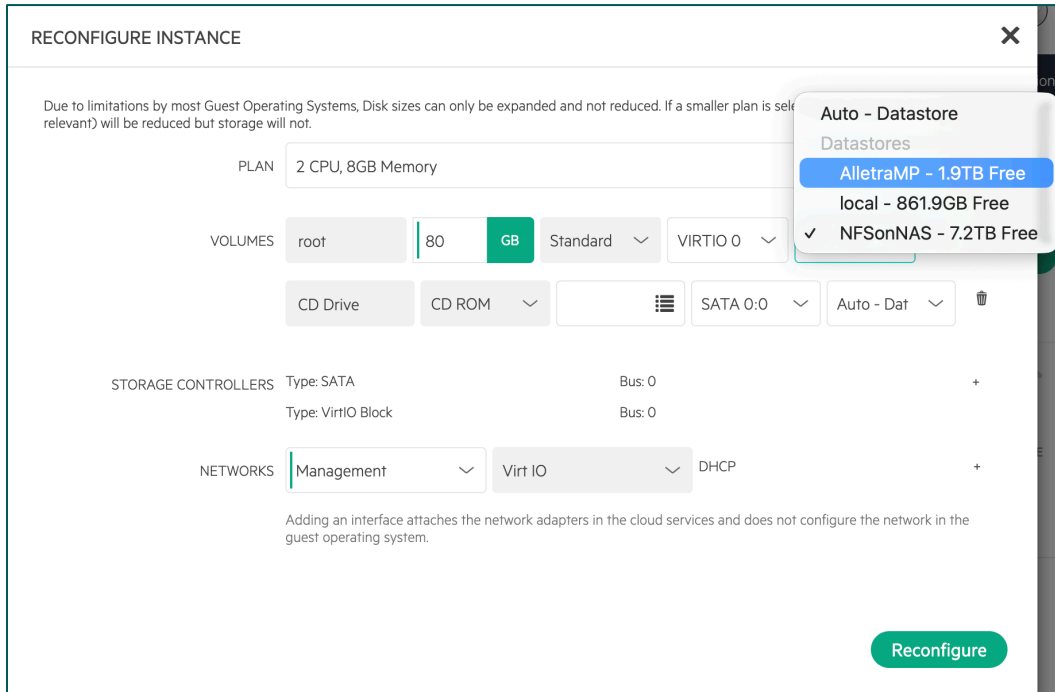 RECONFIGURE INSTANCE
Due to limitations by most Guest Operating Systems, Disk sizes can only be expanded and not reduced. If a smaller plan is
relevant) will be reduced but storage will not.
Auto - Datastore
Datastores
AlletraMP - 1.9TB Free
local - 861.9GB Free
✓ NFSonNAS - 7.2TB Free
PLAN 2 CPU, 8GB Memory
VOLUMES root 80 GB Standard VIRTIO 0
CD Drive CD ROM SATA 0:0 Auto - Dat
STORAGE CONTROLLERS Type: SATA Bus: 0 +
Type: VirtIO Block Bus: 0
NETWORKS Management Virt IO DHCP +
Adding an interface attaches the network adapters in the cloud services and does not configure the network in the
guest operating system.
Reconfigure